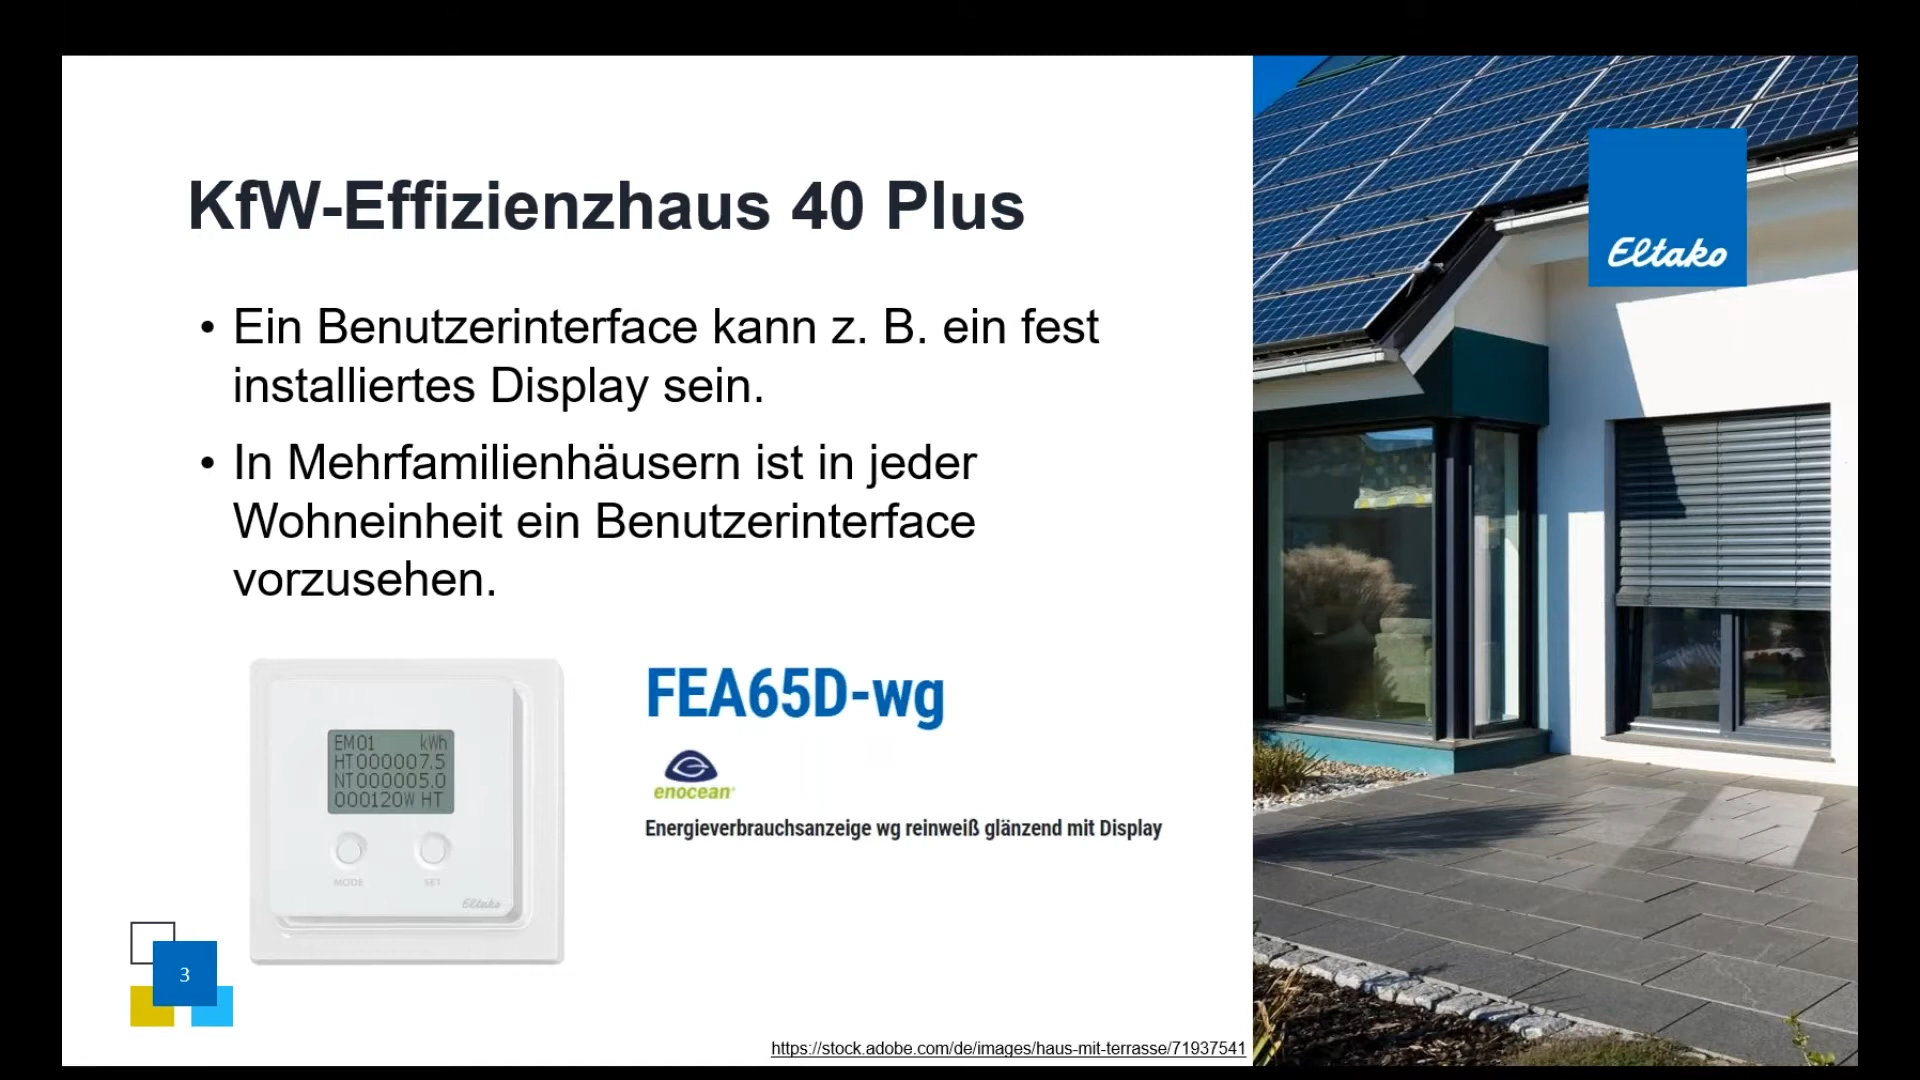 KfW-Effizienzhaus 40 Plus
Eltako
• Ein Benutzerinterface kann z. B. ein fest
installiertes Display sein.
• In Mehrfamilienhäusern ist in jeder
Wohneinheit ein Benutzerinterface
vorzusehen.
EM01 kWh
HT000007.5
NT000005.0
000120W HT
MODE SET
Eltako
FEA65D-wg
enocean®
Energieverbrauchsanzeige wg reinweiß glänzend mit Display
3
https://stock.adobe.com/de/images/haus-mit-terrasse/71937541